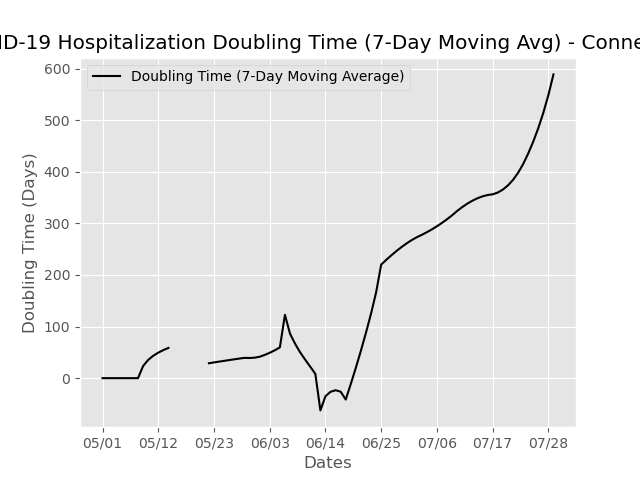 ID-19 Hospitalization Doubling Time (7-Day Moving Avg) - Conne
Doubling Time (7-Day Moving Average)
600
500
400
300
200
100
0
Doubling Time (Days)
05/01 05/12 05/23 06/03 06/14 06/25 07/06 07/17 07/28
Dates